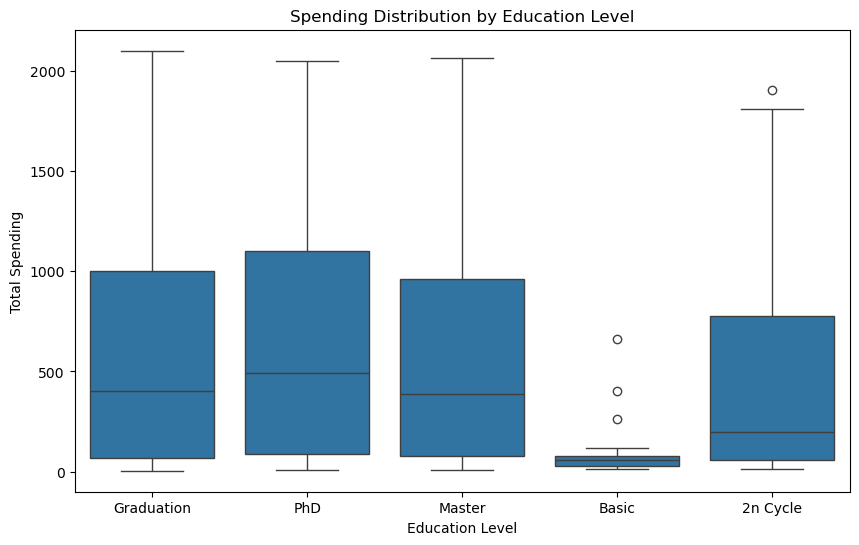 Spending Distribution by Education Level
Total Spending
2000
1500
1000
500
0
Graduation
PhD
Master
Basic
2n Cycle
Education Level